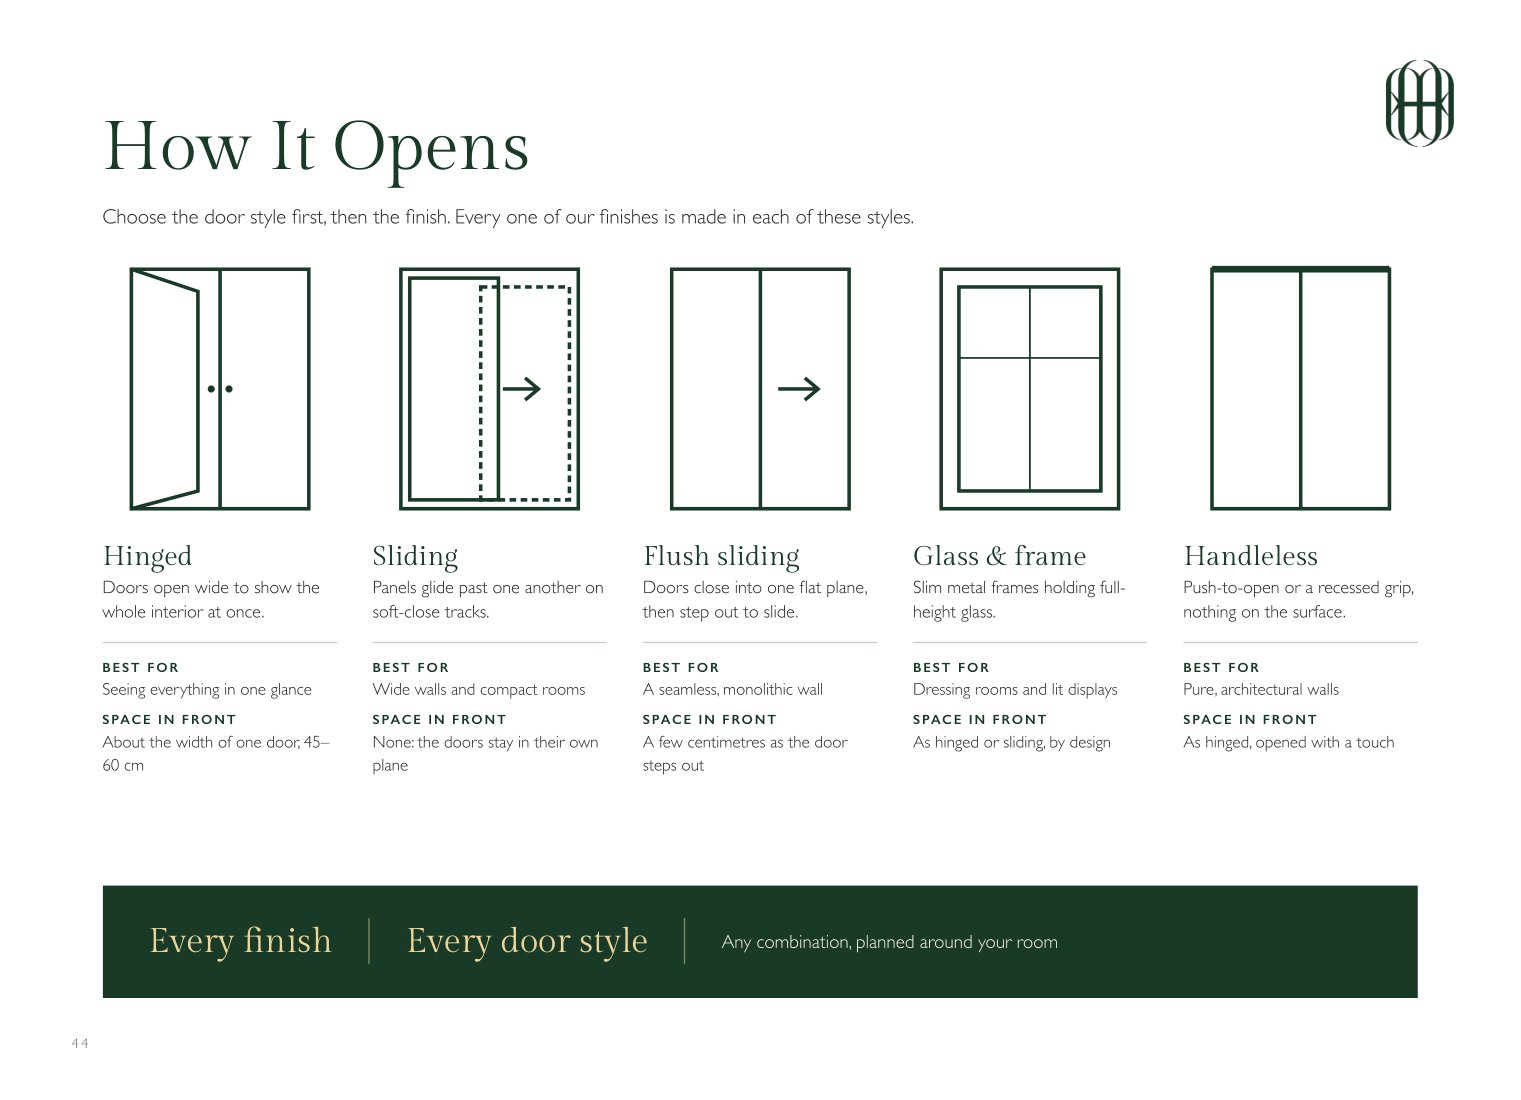 How It Opens
Choose the door style first, then the finish. Every one of our finishes is made in each of these styles.
Hinged
Doors open wide to show the
whole interior at once.
BEST FOR
Seeing everything in one glance
SPACE IN FRONT
About the width of one door, 45–
60 cm
Sliding
Panels glide past one another on
soft-close tracks.
BEST FOR
Wide walls and compact rooms
SPACE IN FRONT
None: the doors stay in their own
plane
Flush sliding
Doors close into one flat plane,
then step out to slide.
BEST FOR
A seamless, monolithic wall
SPACE IN FRONT
A few centimetres as the door
steps out
Glass & frame
Slim metal frames holding full-
height glass.
BEST FOR
Dressing rooms and lit displays
SPACE IN FRONT
As hinged or sliding, by design
Handleless
Push-to-open or a recessed grip,
nothing on the surface.
BEST FOR
Pure, architectural walls
SPACE IN FRONT
As hinged, opened with a touch
Every finish
Every door style
Any combination, planned around your room
44